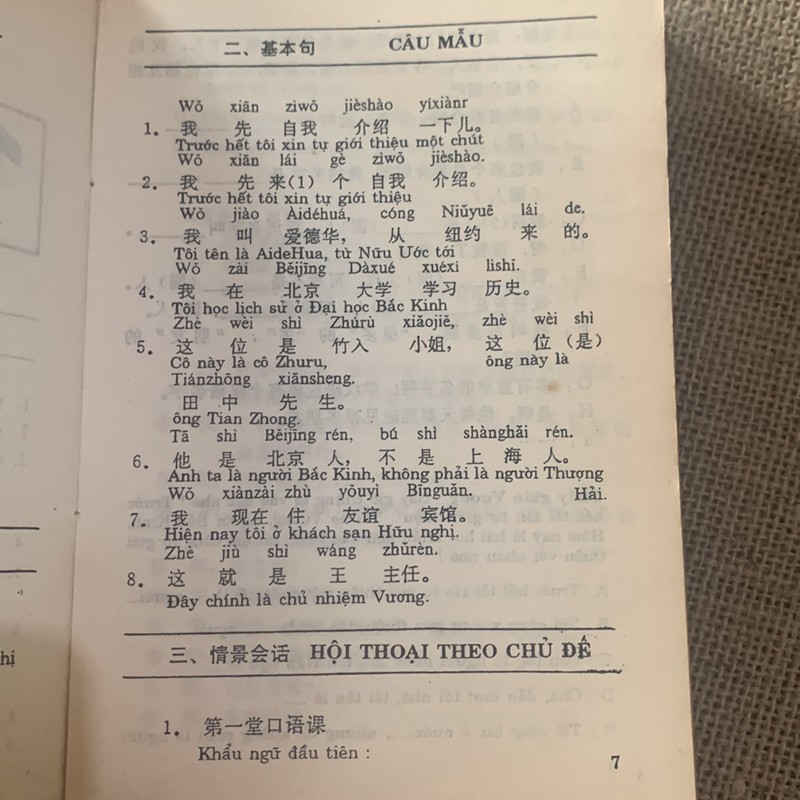 二、基本句 CÂU MẪU
Wǒ xiān zìwǒ jièshào yíxiànr
1. 我 先 自我 介绍 一下儿。
Trước hết tôi xin tự giới thiệu một chút
Wǒ xiān lái gè zìwǒ jièshào.
2. 我 先 来(1) 个 自我 介绍。
Trước hết tôi xin tự giới thiệu
Wǒ jiào Àidéhuá, cóng Niǔyuē lái de.
3. 我 叫 爱德华, 从 纽约 来 的。
Tôi tên là AideHua, từ Nữu Ước tới
Wǒ zài Běijīng Dàxué xuéxí lìshǐ.
4. 我 在 北京 大学 学习 历史。
Tôi học lịch sử ở Đại học Bắc Kinh
Zhè wèi shì Zhúrù xiǎojiě, zhè wèi shì
5. 这 位 是 竹入 小姐, 这 位 (是)
Cô này là cô Zhuru, ông này là
Tiánzhōng xiānsheng.
田 中 先 生。
ông Tian Zhong.
Tā shì Běijīng rén, bú shì shànghǎi rén.
6. 他 是 北京 人, 不 是 上 海 人。
Anh ta là người Bắc Kinh, không phải là người Thượng
Hải.
Wǒ xiànzài zhù yǒuyì Bīnguǎn.
7. 我 现在 住 友谊 宾馆。
Hiện nay tôi ở khách sạn Hữu nghị.
Zhè jiù shì wáng zhǔrèn.
8. 这 就 是 王 主任。
Đây chính là chủ nhiệm Vương.
三、情景会话 HỘI THOẠI THEO CHỦ ĐỀ
1. 第一堂口语课
Khẩu ngữ đầu tiên :
7